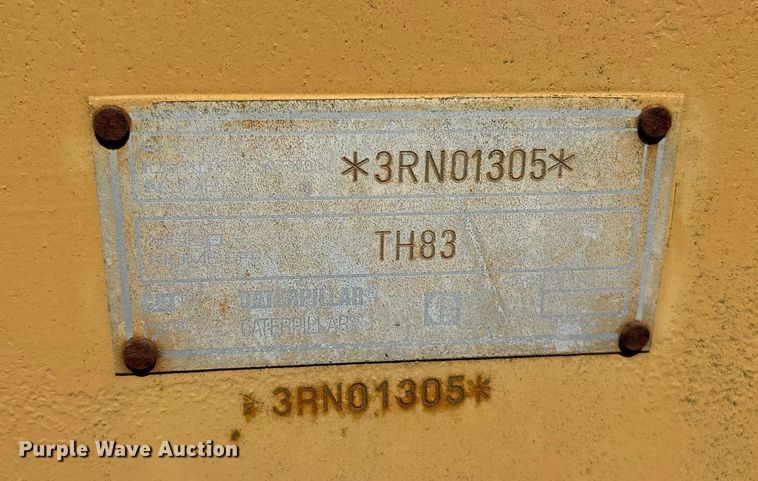 *3RN01305*
TH83
CATERPILLAR®
CATERPILLAR®
*3RN01305*
Purple Wave Auction